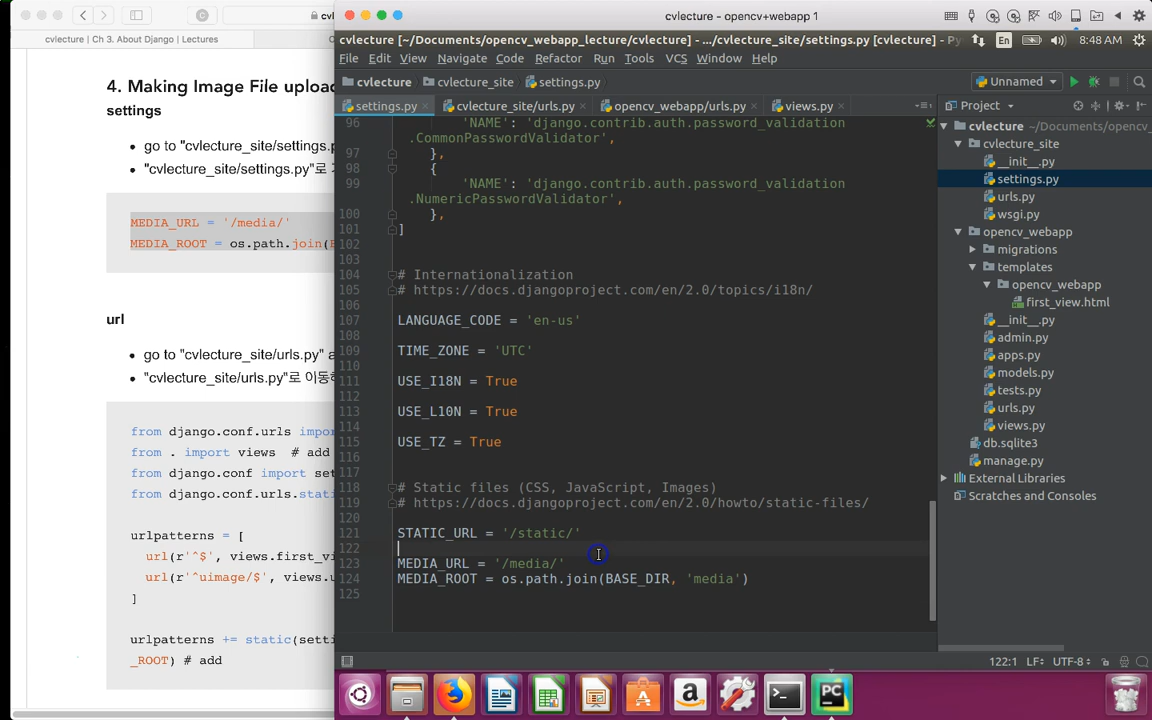 cvl
cvlecture | Ch 3. About Django | Lectures
4. Making Image File upload
settings
go to "cvlecture_site/settings.p
"cvlecture_site/settings.py"로
MEDIA_URL = '/media/'
MEDIA_ROOT = os.path.join(
url
go to "cvlecture_site/urls.py" a
"cvlecture_site/urls.py"로 이동
from django.conf.urls impor
from . import views # add
from django.conf import set
from django.conf.urls.stati
urlpatterns = [
url(r'^$', views.first_vi
url(r'^uimage/$', views.u
]
urlpatterns += static(setti
_ROOT) # add
cvlecture - opencv+webapp 1
cvlecture [~/Documents/opencv_webapp_lecture/cvlecture] - .../cvlecture_site/settings.py [cvlecture] - Py
En
8:48 AM
File Edit View Navigate Code Refactor Run Tools VCS Window Help
cvlecture cvlecture_site settings.py
Unnamed
settings.py cvlecture_site/urls.py opencv_webapp/urls.py views.py
96 'NAME': 'django.contrib.auth.password_validation
.CommonPasswordValidator',
97 },
98 {
99 'NAME': 'django.contrib.auth.password_validation
.NumericPasswordValidator',
100 },
101 ]
102
103
104 # Internationalization
105 # https://docs.djangoproject.com/en/2.0/topics/i18n/
106
107 LANGUAGE_CODE = 'en-us'
108
109 TIME_ZONE = 'UTC'
110
111 USE_I18N = True
112
113 USE_L10N = True
114
115 USE_TZ = True
116
117
118 # Static files (CSS, JavaScript, Images)
119 # https://docs.djangoproject.com/en/2.0/howto/static-files/
120
121 STATIC_URL = '/static/'
122
123 MEDIA_URL = '/media/'
124 MEDIA_ROOT = os.path.join(BASE_DIR, 'media')
125
Project
cvlecture ~/Documents/opencv_
cvlecture_site
__init__.py
settings.py
urls.py
wsgi.py
opencv_webapp
migrations
templates
opencv_webapp
first_view.html
__init__.py
admin.py
apps.py
models.py
tests.py
urls.py
views.py
db.sqlite3
manage.py
External Libraries
Scratches and Consoles
122:1 LF UTF-8
PC